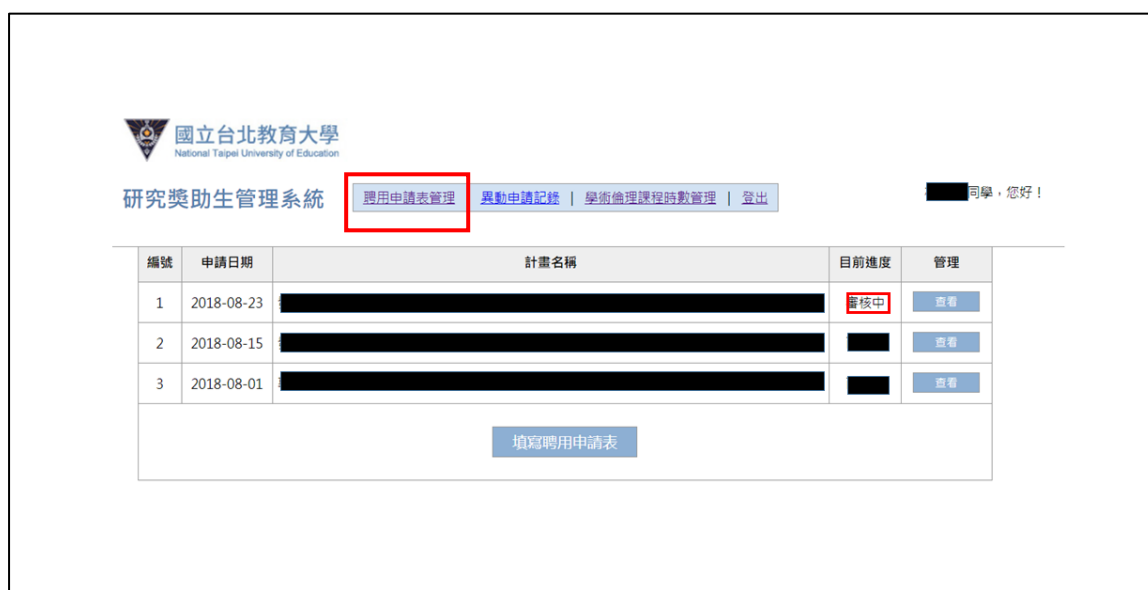 國立台北教育大學
National Taipei University of Education
研究獎助生管理系統
聘用申請表管理 異動申請記錄 | 學術倫理課程時數管理 | 登出
同學，您好！
編號 申請日期 計畫名稱 目前進度 管理
1 2018-08-23 審核中 查看
2 2018-08-15 查看
3 2018-08-01 查看
填寫聘用申請表